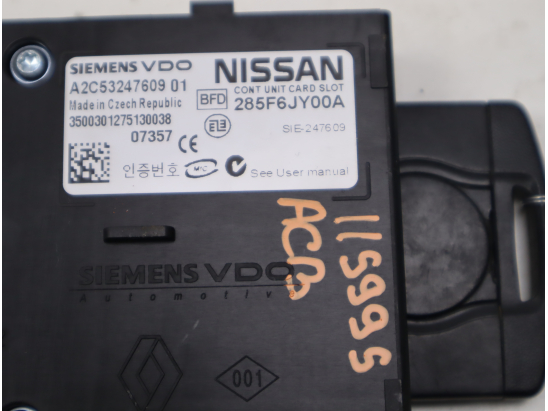 SIEMENS VDO
NISSAN
A2C53247609 01
CONT UNIT CARD SLOT
Made in Czech Republic
BFD
285F6JY00A
3500301275130038
07357
CE
SIE-247609
인증번호
See User manual
SIEMENS VDO
Automotive
ACB
115995
001